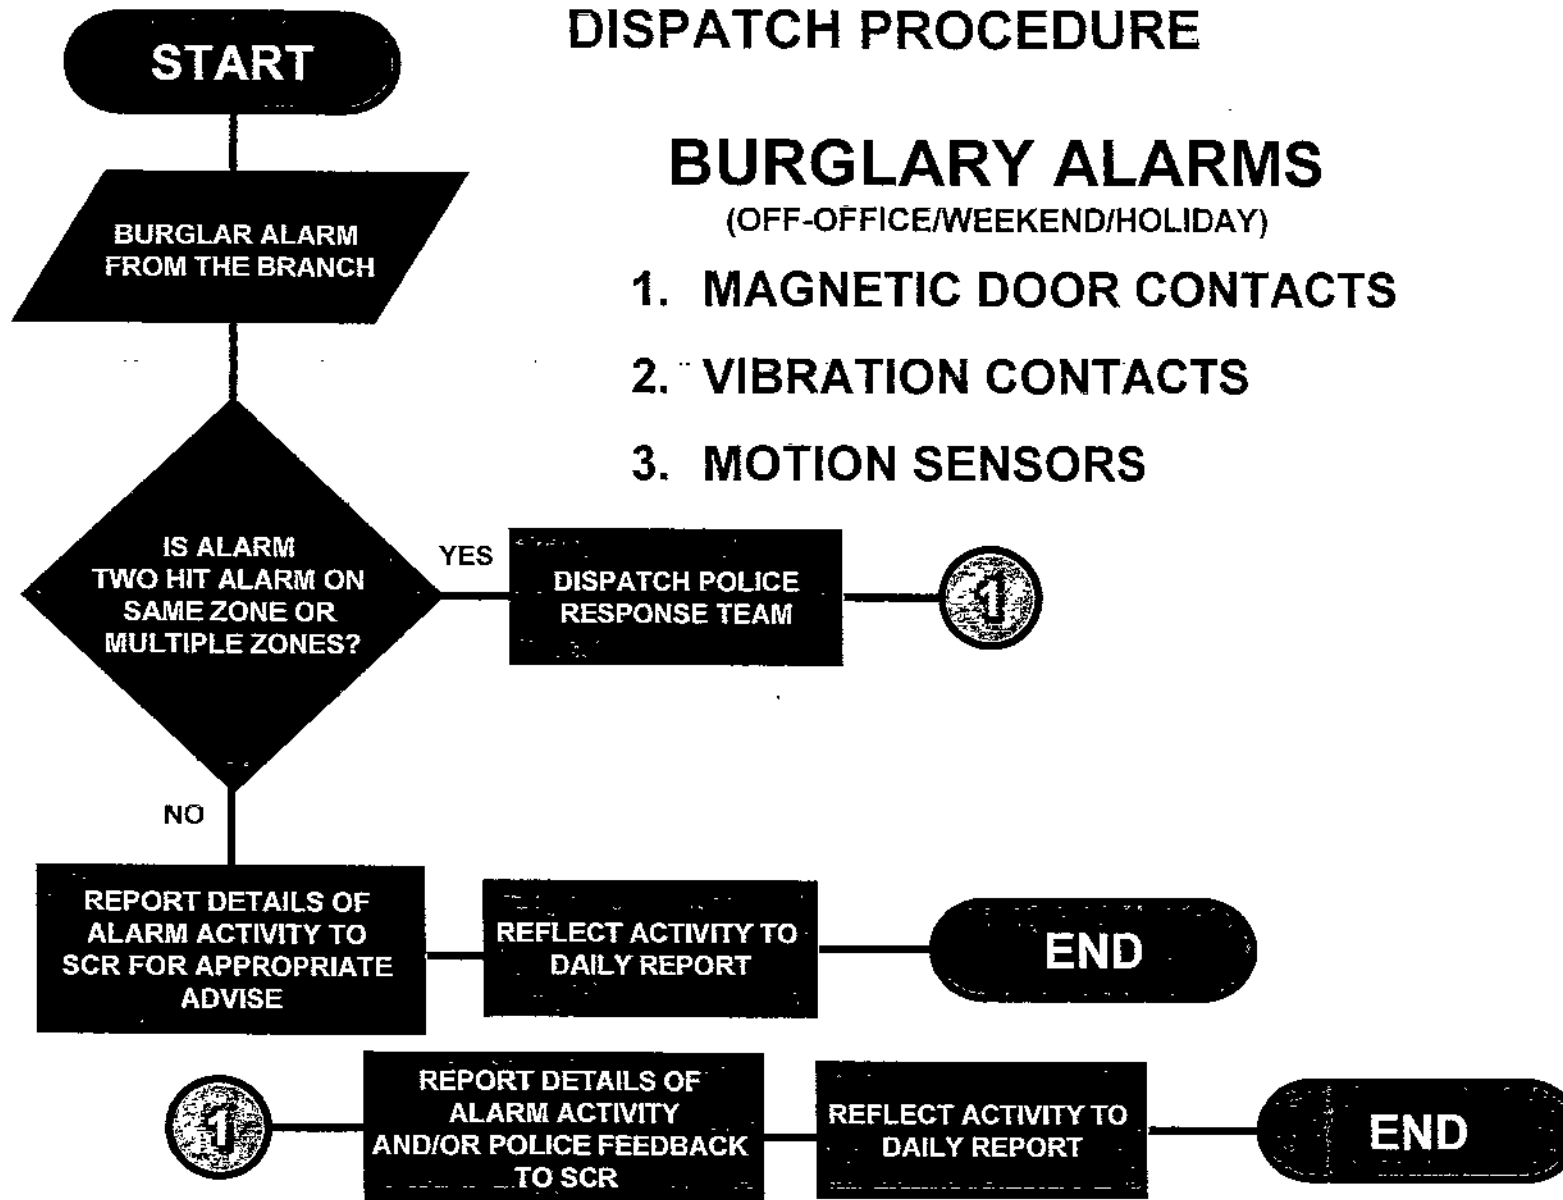 DISPATCH PROCEDURE
START
BURGLARY ALARMS
(OFF-OFFICE/WEEKEND/HOLIDAY)
BURGLAR ALARM
FROM THE BRANCH
1. MAGNETIC DOOR CONTACTS
2. VIBRATION CONTACTS
3. MOTION SENSORS
IS ALARM
TWO HIT ALARM ON
SAME ZONE OR
MULTIPLE ZONES?
YES
DISPATCH POLICE
RESPONSE TEAM
1
NO
REPORT DETAILS OF
ALARM ACTIVITY TO
SCR FOR APPROPRIATE
ADVISE
REFLECT ACTIVITY TO
DAILY REPORT
END
1
REPORT DETAILS OF
ALARM ACTIVITY
AND/OR POLICE FEEDBACK
TO SCR
REFLECT ACTIVITY TO
DAILY REPORT
END